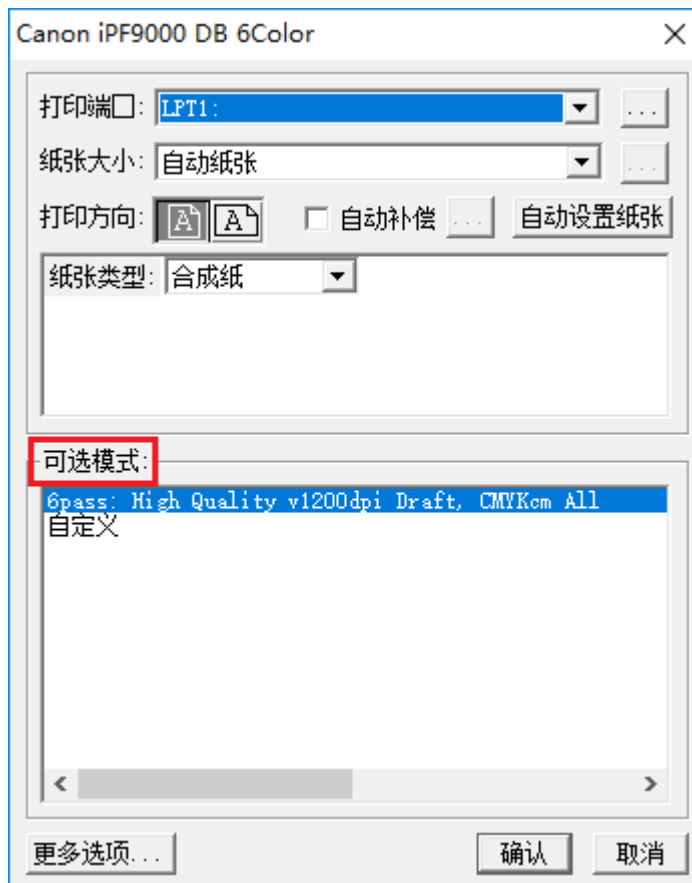 Canon iPF9000 DB 6Color
打印端口: LPT1: ...
纸张大小: 自动纸张 ...
打印方向: A A 自动补偿 ... 自动设置纸张
纸张类型: 合成纸
可选模式:
6pass: High Quality v1200dpi Draft, CMYKcm All
自定义
更多选项... 确认 取消